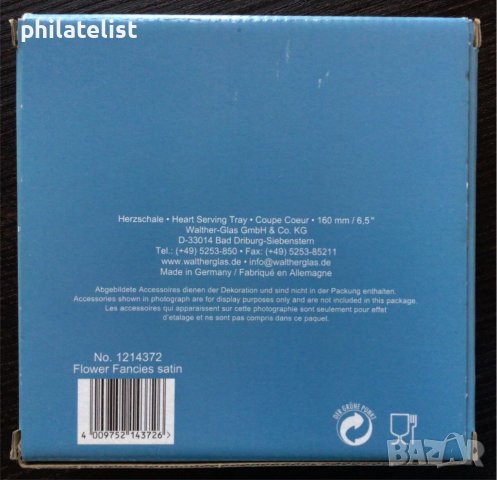 philatelist
Herzschale • Heart Serving Tray • Coupe Coeur • 160 mm / 6,5"
Walther-Glas GmbH & Co. KG
D-33014 Bad Driburg-Siebenstern
Tel.: (+49) 5253-850 • Fax (+49) 5253-85211
www.waltherglas.de • info@waltherglas.de
Made in Germany / Fabriqué en Allemagne
Abgebildete Accessoires dienen der Dekoration und sind nicht in der Packung enthalten.
Accessories shown in photograph are for display purposes only and are not included in this package.
Les accessoires qui apparaissent sur cette photographie sont seulement pour effet
d'etalage et ne sont pas compris dans ce paquet.
No. 1214372
Flower Fancies satin
4 009752 143726>
DER GRÜNE PUNKT
BAZAR